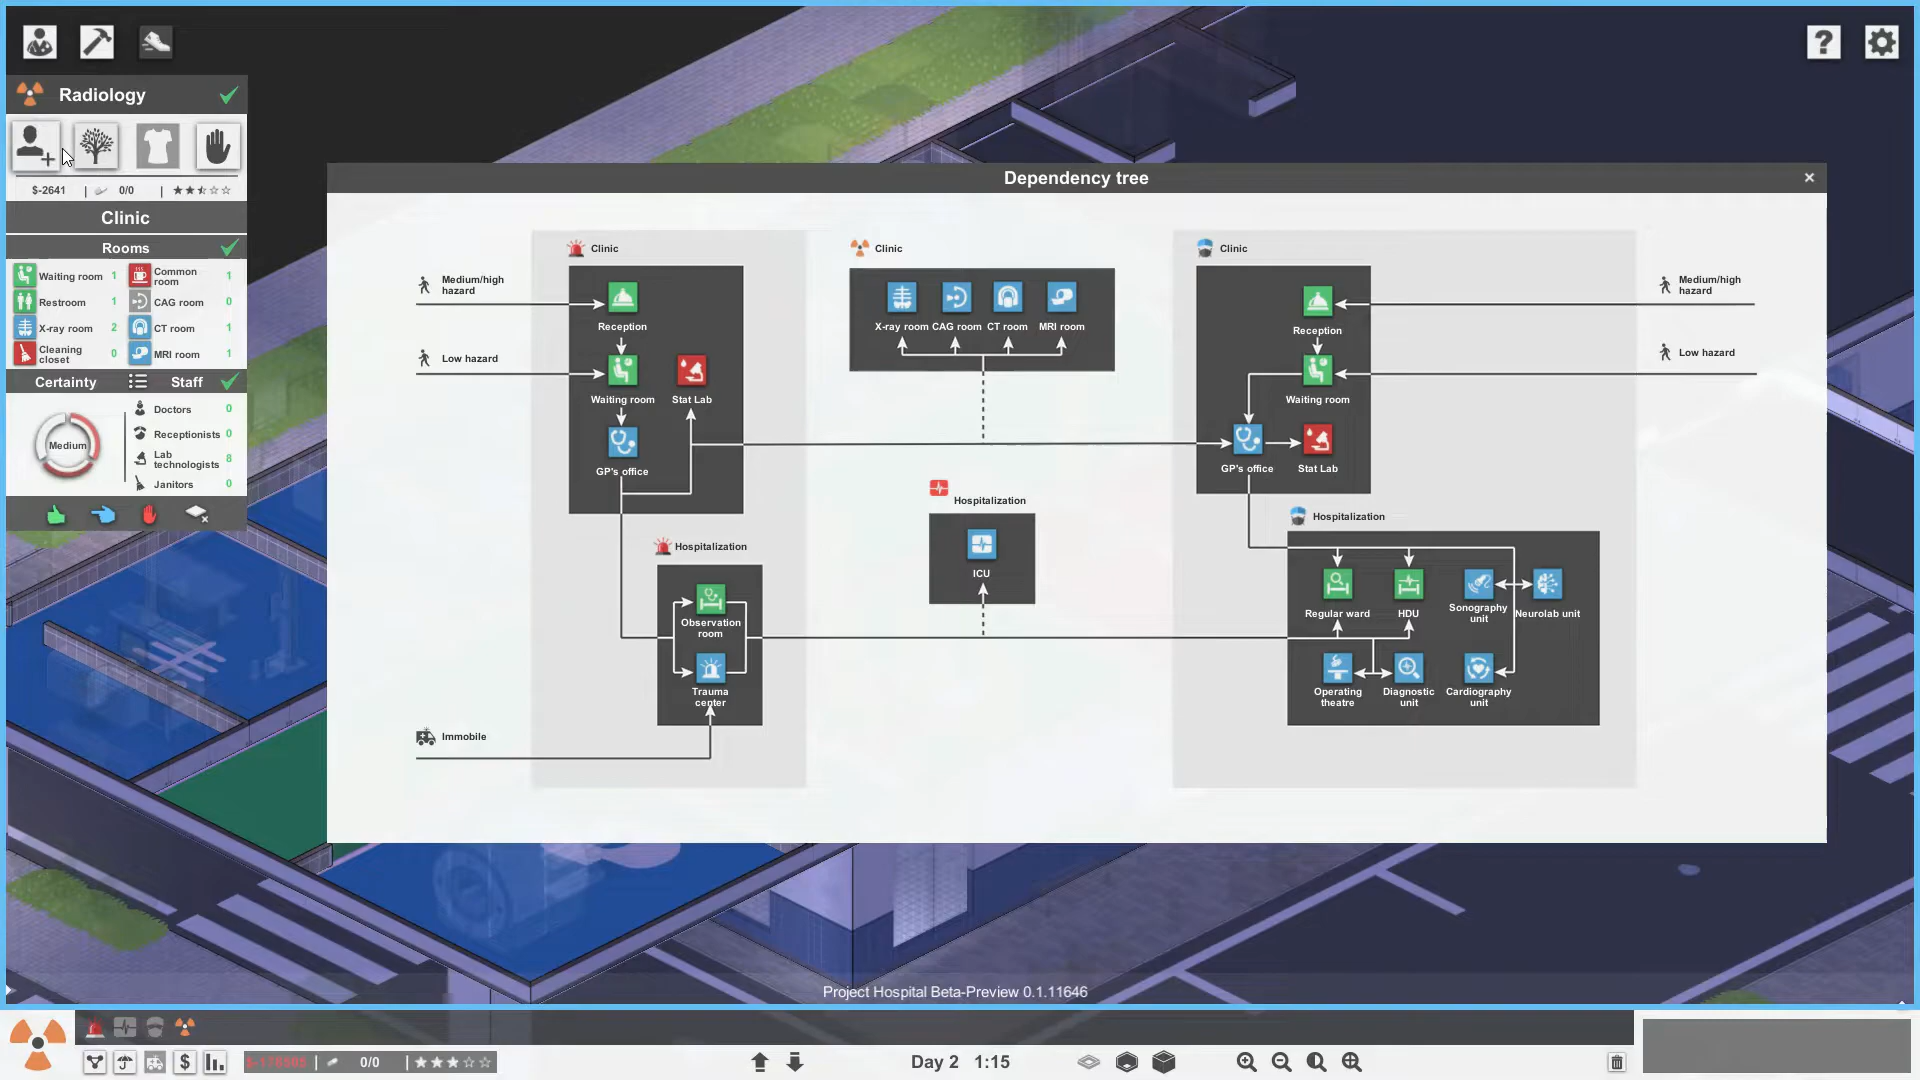 Radiology
$-2641 | 0/0 |
Clinic
Rooms
Waiting room 1
Common room 1
Restroom 1
CAG room 0
X-ray room 2
CT room 1
Cleaning closet 0
MRI room 1
Certainty
Staff
Medium
Doctors 0
Receptionists 0
Lab technologists 8
Janitors 0
Dependency tree
Medium/high hazard
Low hazard
Immobile
Clinic
Reception
Waiting room
Stat Lab
GP's office
Hospitalization
Observation room
Trauma center
Clinic
X-ray room
CAG room
CT room
MRI room
Hospitalization
ICU
Clinic
Reception
Waiting room
GP's office
Stat Lab
Medium/high hazard
Low hazard
Hospitalization
Regular ward
HDU
Sonography unit
Neurolab unit
Operating theatre
Diagnostic unit
Cardiography unit
Project Hospital Beta-Preview 0.1.11646
0/0
Day 2 1:15